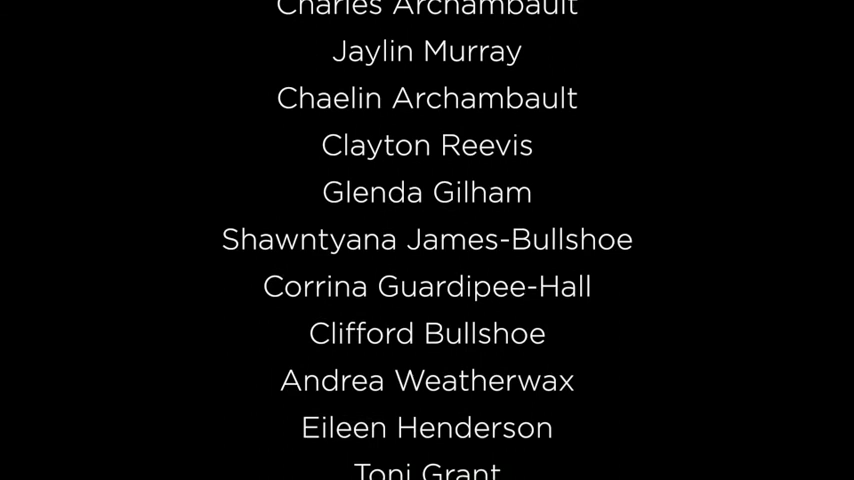 Charles Archambault
Jaylin Murray
Chaelin Archambault
Clayton Reevis
Glenda Gilham
Shawntyana James-Bullshoe
Corrina Guardipee-Hall
Clifford Bullshoe
Andrea Weatherwax
Eileen Henderson
Toni Grant